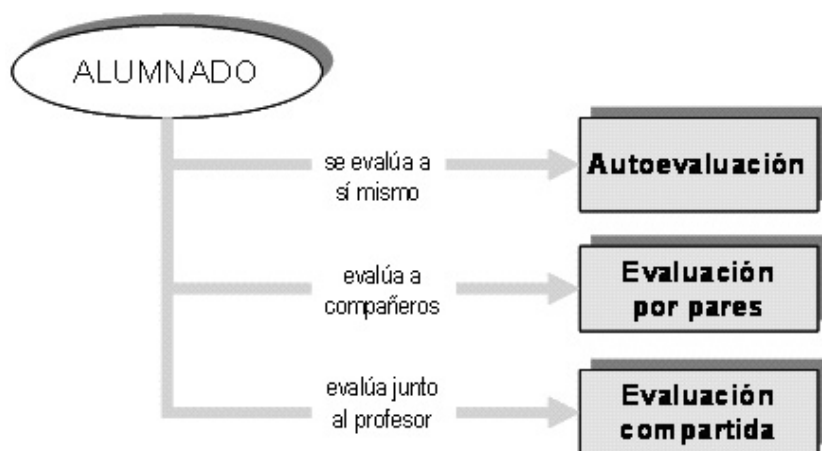 ALUMNADO
se evalúa a
sí mismo
Autoevaluación
evalúa a
compañeros
Evaluación
por pares
evalúa junto
al profesor
Evaluación
compartida